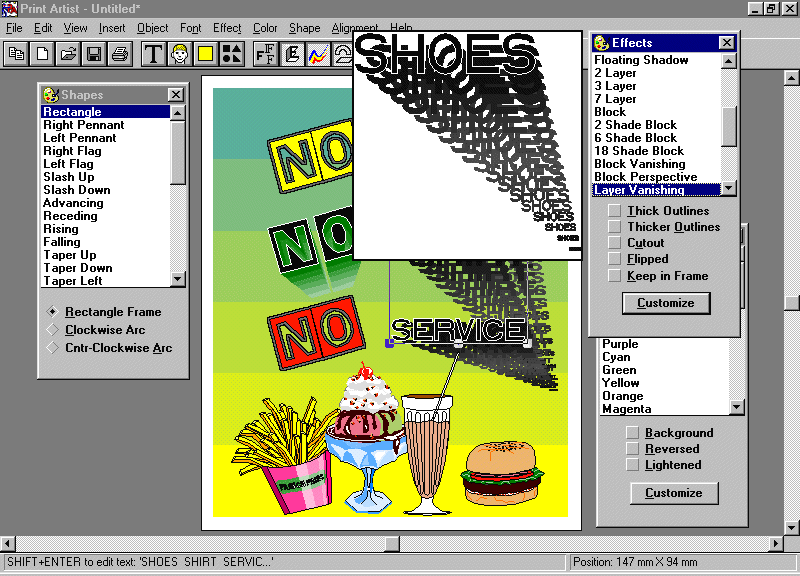 Print Artist - Untitled*
File Edit View Insert Object Font Effect Color Shape Alignment Help
Shapes
Rectangle
Right Pennant
Left Pennant
Right Flag
Left Flag
Slash Up
Slash Down
Advancing
Receding
Rising
Falling
Taper Up
Taper Down
Taper Left
Rectangle Frame
Clockwise Arc
Cntr-Clockwise Arc
NO
NO
NO
SHOES
SHOES
SHOES
SHOES
SHOES
SHOES
SERVICE
Effects
Floating Shadow
2 Layer
3 Layer
7 Layer
Block
2 Shade Block
6 Shade Block
18 Shade Block
Block Vanishing
Block Perspective
Layer Vanishing
Thick Outlines
Thicker Outlines
Cutout
Flipped
Keep in Frame
Customize
Purple
Cyan
Green
Yellow
Orange
Magenta
Background
Reversed
Lightened
Customize
SHIFT+ENTER to edit text: 'SHOES SHIRT SERVIC...'
Position: 147 mm X 94 mm